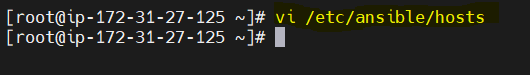 [root@ip-172-31-27-125 ~]# vi /etc/ansible/hosts
[root@ip-172-31-27-125 ~]#